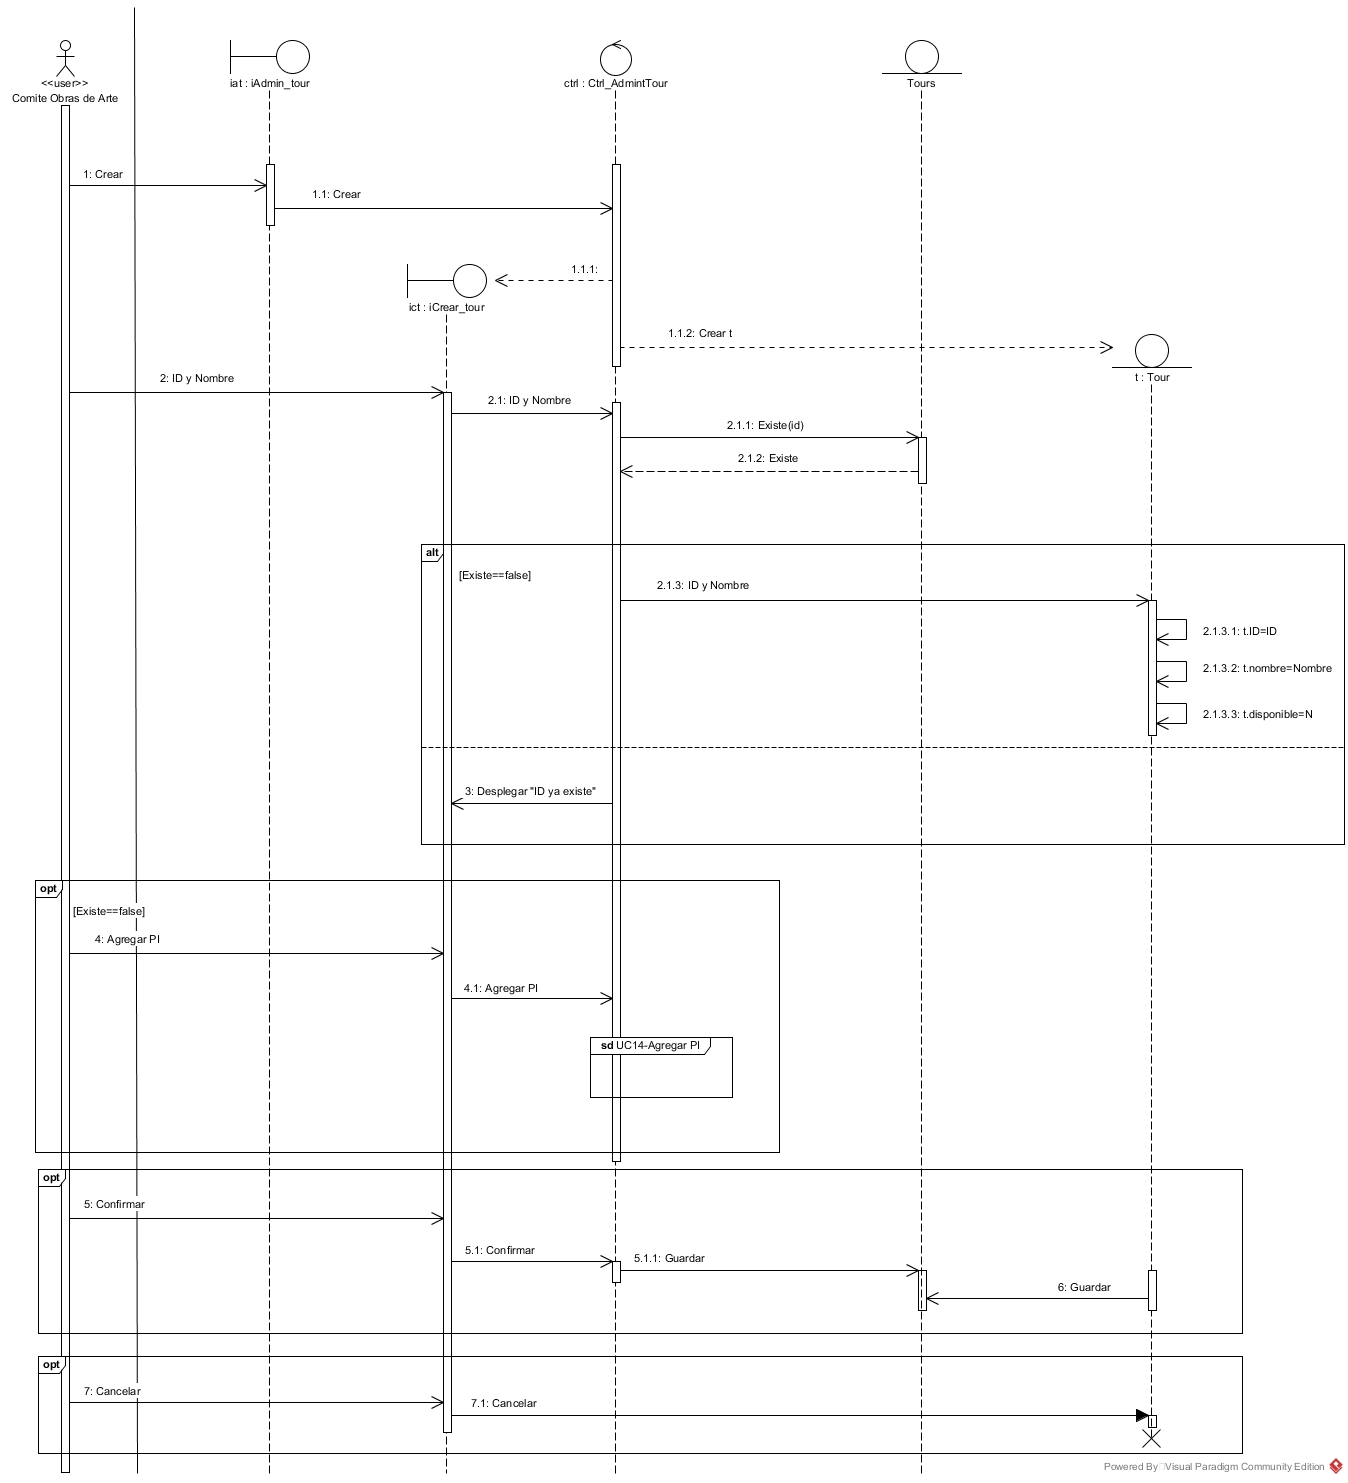 <<user>>
Comite Obras de Arte
iat : iAdmin_tour
ctrl : Ctrl_AdmintTour
Tours
1: Crear
1.1: Crear
1.1.1:
ict : iCrear_tour
1.1.2: Crear t
t : Tour
2: ID y Nombre
2.1: ID y Nombre
2.1.1: Existe(id)
2.1.2: Existe
alt
[Existe==false]
2.1.3: ID y Nombre
2.1.3.1: t.ID=ID
2.1.3.2: t.nombre=Nombre
2.1.3.3: t.disponible=N
3: Desplegar "ID ya existe"
opt
[Existe==false]
4: Agregar PI
4.1: Agregar PI
sd UC14-Agregar PI
opt
5: Confirmar
5.1: Confirmar
5.1.1: Guardar
6: Guardar
opt
7: Cancelar
7.1: Cancelar
Powered By Visual Paradigm Community Edition